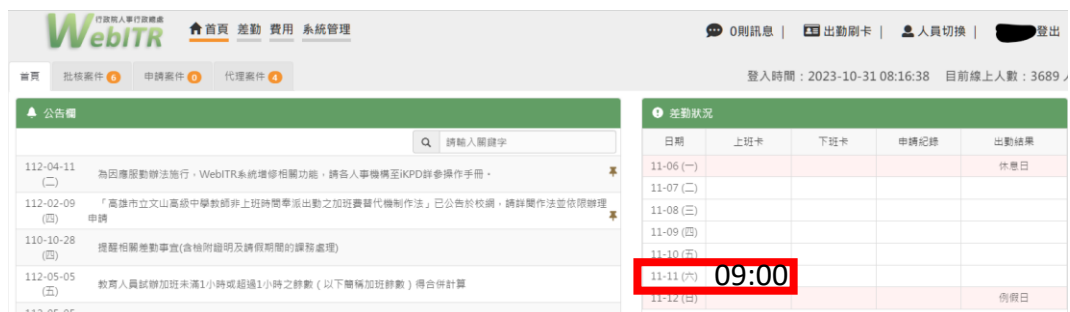 行政院人事行政總處
WebITR
首頁 差勤 費用 系統管理
0則訊息 | 出勤刷卡 | 人員切換 | 登出
首頁 批核案件 6 申請案件 0 代理案件 4
登入時間：2023-10-31 08:16:38 目前線上人數：3689
公告欄
請輸入關鍵字
112-04-11
(二)
為因應服勤辦法施行，WebITR系統增修相關功能，請各人事機構至iKPD詳參操作手冊。
112-02-09
(四)
「高雄市立文山高級中學教師非上班時間奉派出勤之加班費替代機制作法」已公告於校網，請詳閱作法並依限辦理
申請
110-10-28
(四)
提醒相關差勤事宜(含檢附證明及請假期間的課務處理)
112-05-05
(五)
教育人員試辦加班未滿1小時或超過1小時之餘數（以下簡稱加班餘數）得合併計算
差勤狀況
日期 上班卡 下班卡 申請紀錄 出勤結果
11-06 (一) 休息日
11-07 (二)
11-08 (三)
11-09 (四)
11-10 (五)
11-11 (六) 09:00
11-12 (日) 例假日